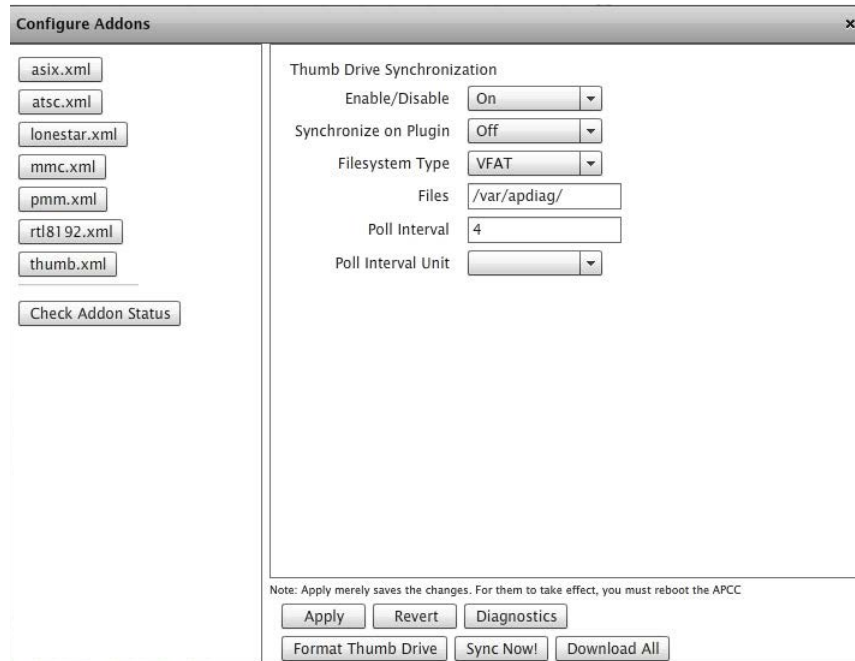 Configure Addons
asix.xml
atsc.xml
lonestar.xml
mmc.xml
pmm.xml
rtl8192.xml
thumb.xml
Check Addon Status
Thumb Drive Synchronization
Enable/Disable On
Synchronize on Plugin Off
Filesystem Type VFAT
Files /var/apdiag/
Poll Interval 4
Poll Interval Unit
Note: Apply merely saves the changes. For them to take effect, you must reboot the APCC
Apply Revert Diagnostics
Format Thumb Drive Sync Now! Download All